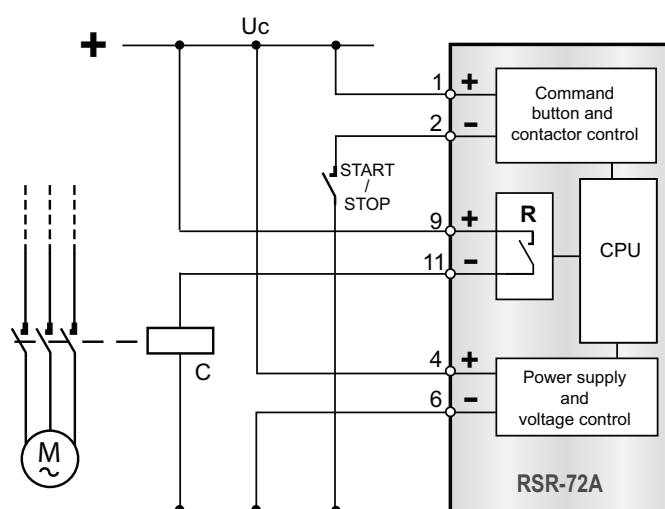 +
Uc
1 +
2 −
Command
button and
contactor control
START
/
STOP
9 +
11 −
R
CPU
C
4 +
6 −
Power supply
and
voltage control
M
~
RSR-72A